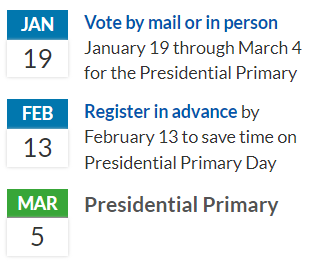 JAN
19
Vote by mail or in person
January 19 through March 4
for the Presidential Primary
FEB
13
Register in advance by
February 13 to save time on
Presidential Primary Day
MAR
5
Presidential Primary